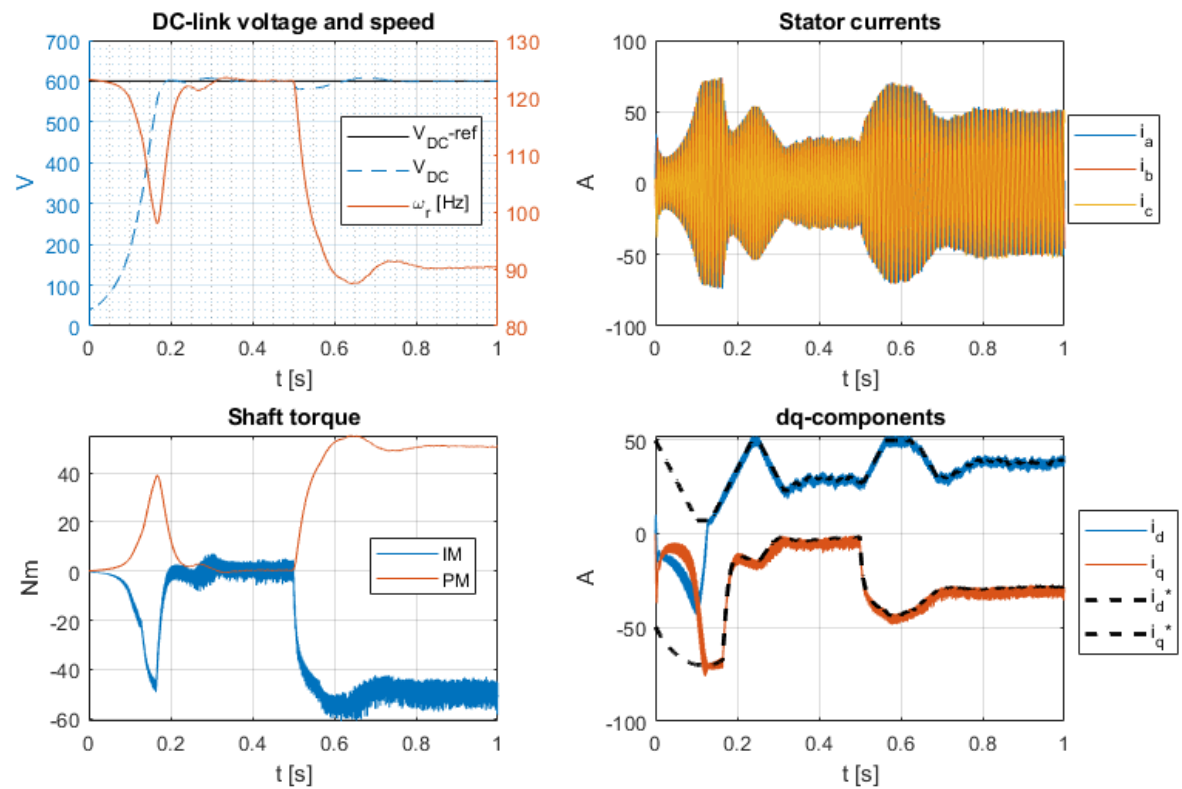 DC-link voltage and speed
700
600
500
400
300
200
100
0
V
130
120
110
100
90
80
V_DC-ref
V_DC
ω_r [Hz]
0 0.2 0.4 0.6 0.8 1
t [s]
Stator currents
100
50
0
-50
-100
A
i_a
i_b
i_c
0 0.2 0.4 0.6 0.8 1
t [s]
Shaft torque
40
20
0
-20
-40
-60
Nm
IM
PM
0 0.2 0.4 0.6 0.8 1
t [s]
dq-components
50
0
-50
-100
A
i_d
i_q
i_d*
i_q*
0 0.2 0.4 0.6 0.8 1
t [s]